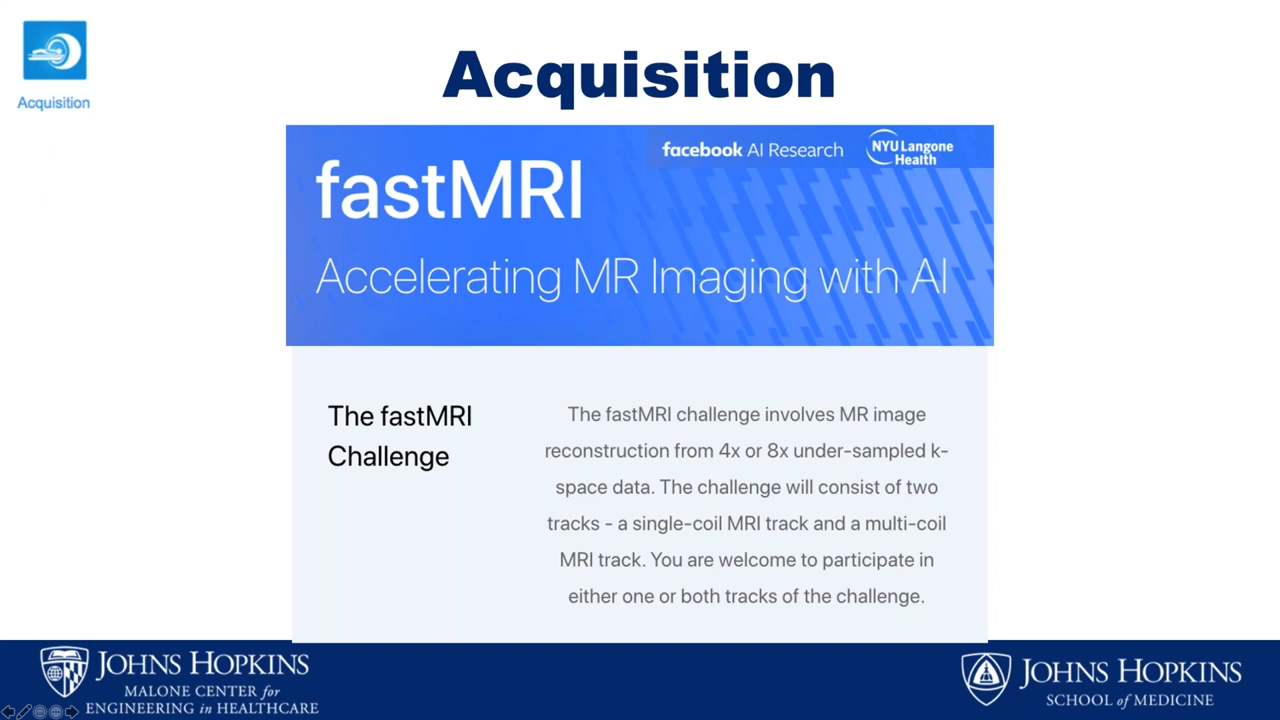 Acquisition
Acquisition
facebook AI Research
NYU Langone
Health
fastMRI
Accelerating MR Imaging with AI
The fastMRI
Challenge
The fastMRI challenge involves MR image
reconstruction from 4x or 8x under-sampled k-
space data. The challenge will consist of two
tracks - a single-coil MRI track and a multi-coil
MRI track. You are welcome to participate in
either one or both tracks of the challenge.
JOHNS HOPKINS
MALONE CENTER for
ENGINEERING in HEALTHCARE
JOHNS HOPKINS
SCHOOL of MEDICINE